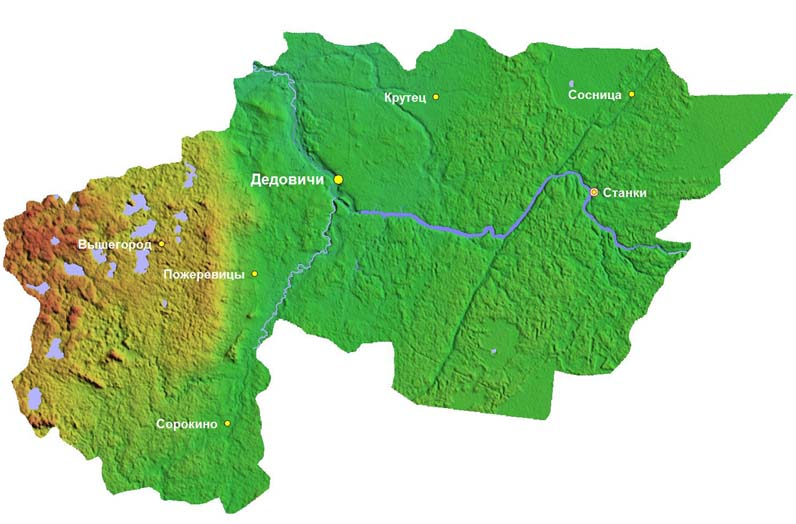 Крутец
Сосница
Дедовичи
Станки
Вышегород
Пожеревицы
Сорокино